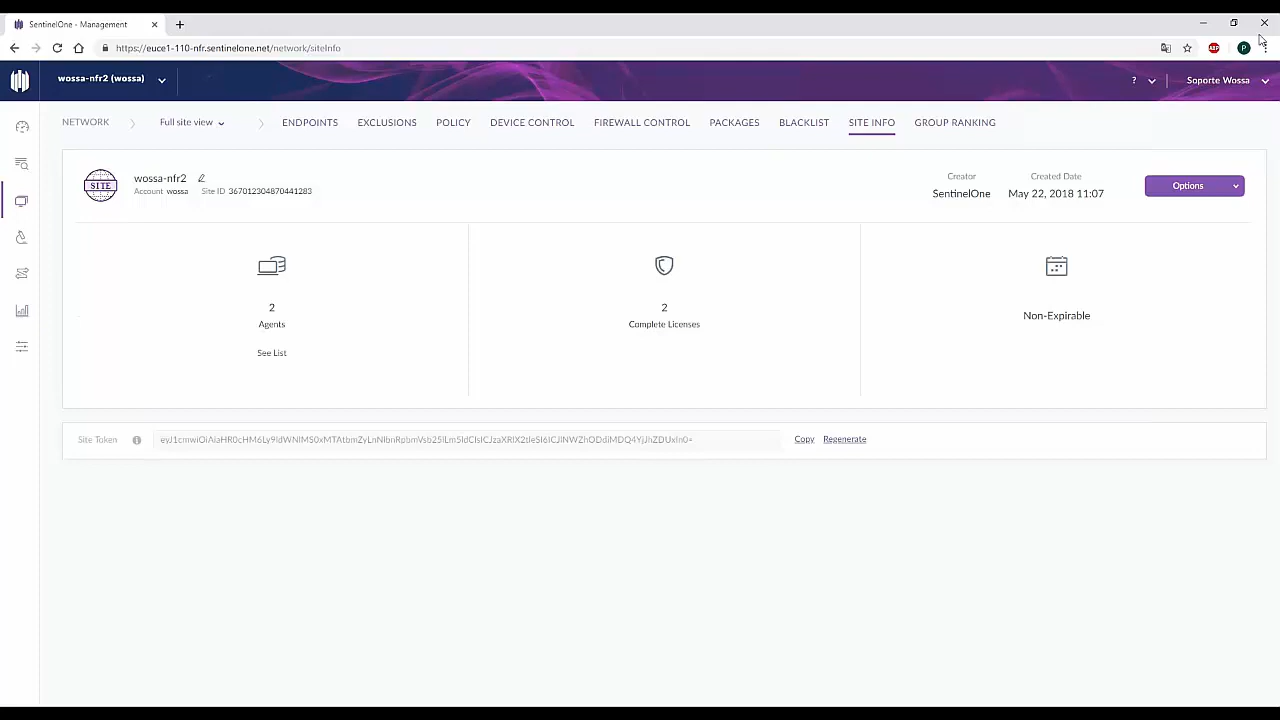 SentinelOne - Management
https://euce1-110-nfr.sentinelone.net/network/siteInfo
ABP
P
wossa-nfr2 (wossa)
?
Soporte Wossa
NETWORK
Full site view
ENDPOINTS
EXCLUSIONS
POLICY
DEVICE CONTROL
FIREWALL CONTROL
PACKAGES
BLACKLIST
SITE INFO
GROUP RANKING
SITE
wossa-nfr2
Account wossa Site ID 367012304870441283
Creator
SentinelOne
Created Date
May 22, 2018 11:07
Options
2
Agents
See List
2
Complete Licenses
Non-Expirable
Site Token
Copy
Regenerate